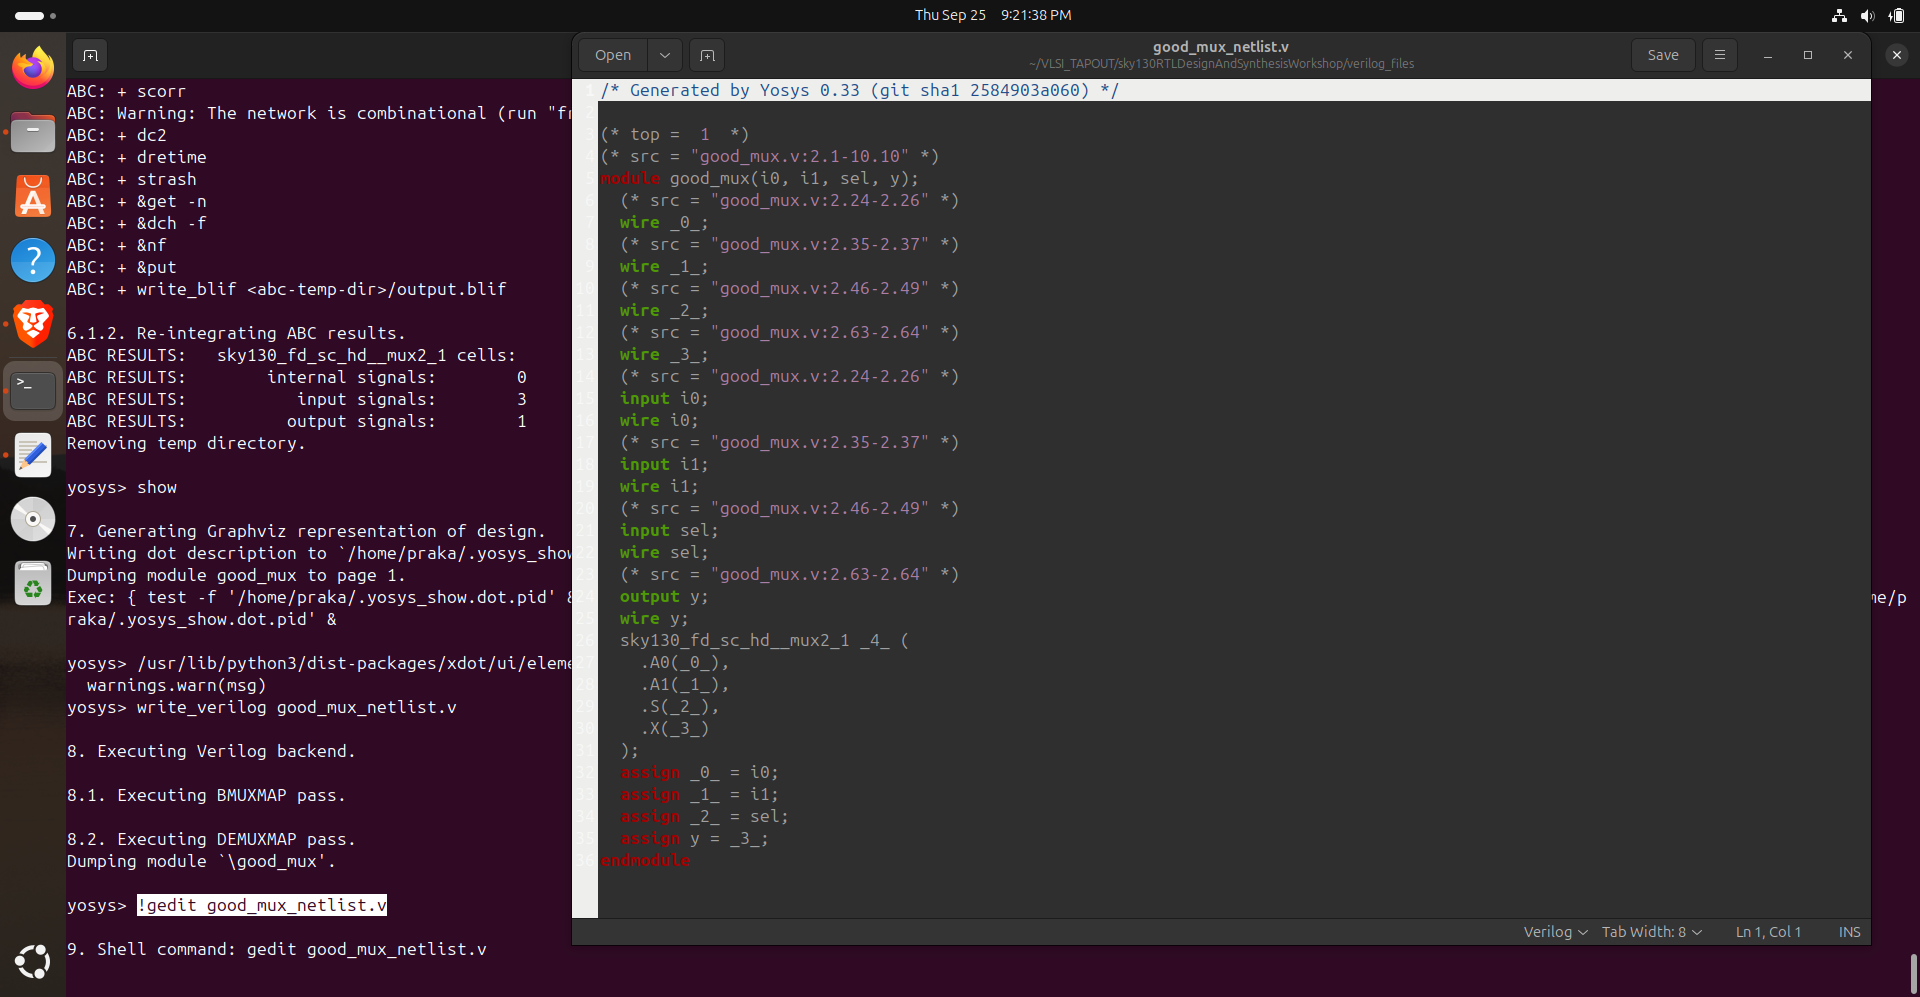 Thu Sep 25 9:21:38 PM
ABC: + scorr
ABC: Warning: The network is combinational (run "fr
ABC: + dc2
ABC: + dretime
ABC: + strash
ABC: + &get -n
ABC: + &dch -f
ABC: + &nf
ABC: + &put
ABC: + write_blif <abc-temp-dir>/output.blif
6.1.2. Re-integrating ABC results.
ABC RESULTS:   sky130_fd_sc_hd__mux2_1 cells:
ABC RESULTS:        internal signals:        0
ABC RESULTS:           input signals:        3
ABC RESULTS:          output signals:        1
Removing temp directory.
yosys> show
7. Generating Graphviz representation of design.
Writing dot description to `/home/praka/.yosys_show
Dumping module good_mux to page 1.
Exec: { test -f '/home/praka/.yosys_show.dot.pid' &
me/p
raka/.yosys_show.dot.pid' &
yosys> /usr/lib/python3/dist-packages/xdot/ui/eleme
  warnings.warn(msg)
yosys> write_verilog good_mux_netlist.v
8. Executing Verilog backend.
8.1. Executing BMUXMAP pass.
8.2. Executing DEMUXMAP pass.
Dumping module `\good_mux'.
yosys> !gedit good_mux_netlist.v
9. Shell command: gedit good_mux_netlist.v
Open
good_mux_netlist.v
~/VLSI_TAPOUT/sky130RTLDesignAndSynthesisWorkshop/verilog_files
Save
1 /* Generated by Yosys 0.33 (git sha1 2584903a060) */
2
3 (* top =  1  *)
4 (* src = "good_mux.v:2.1-10.10" *)
5 module good_mux(i0, i1, sel, y);
6   (* src = "good_mux.v:2.24-2.26" *)
7   wire _0_;
8   (* src = "good_mux.v:2.35-2.37" *)
9   wire _1_;
10   (* src = "good_mux.v:2.46-2.49" *)
11   wire _2_;
12   (* src = "good_mux.v:2.63-2.64" *)
13   wire _3_;
14   (* src = "good_mux.v:2.24-2.26" *)
15   input i0;
16   wire i0;
17   (* src = "good_mux.v:2.35-2.37" *)
18   input i1;
19   wire i1;
20   (* src = "good_mux.v:2.46-2.49" *)
21   input sel;
22   wire sel;
23   (* src = "good_mux.v:2.63-2.64" *)
24   output y;
25   wire y;
26   sky130_fd_sc_hd__mux2_1 _4_ (
27     .A0(_0_),
28     .A1(_1_),
29     .S(_2_),
30     .X(_3_)
31   );
32   assign _0_ = i0;
33   assign _1_ = i1;
34   assign _2_ = sel;
35   assign y = _3_;
36 endmodule
Verilog Tab Width: 8 Ln 1, Col 1 INS